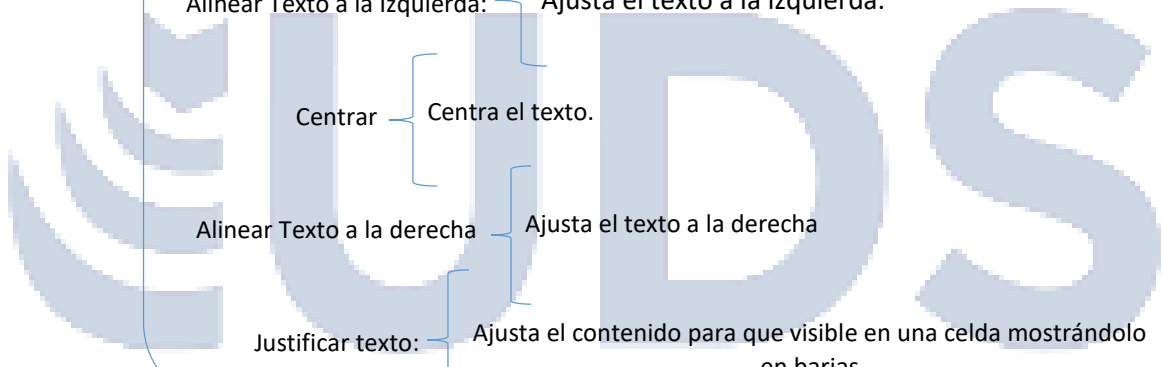 Alinear Texto a la izquierda: Ajusta el texto a la izquierda.
Centrar Centra el texto.
Alinear Texto a la derecha Ajusta el texto a la derecha
Justificar texto: Ajusta el contenido para que visible en una celda mostrándolo
en barias
UDS